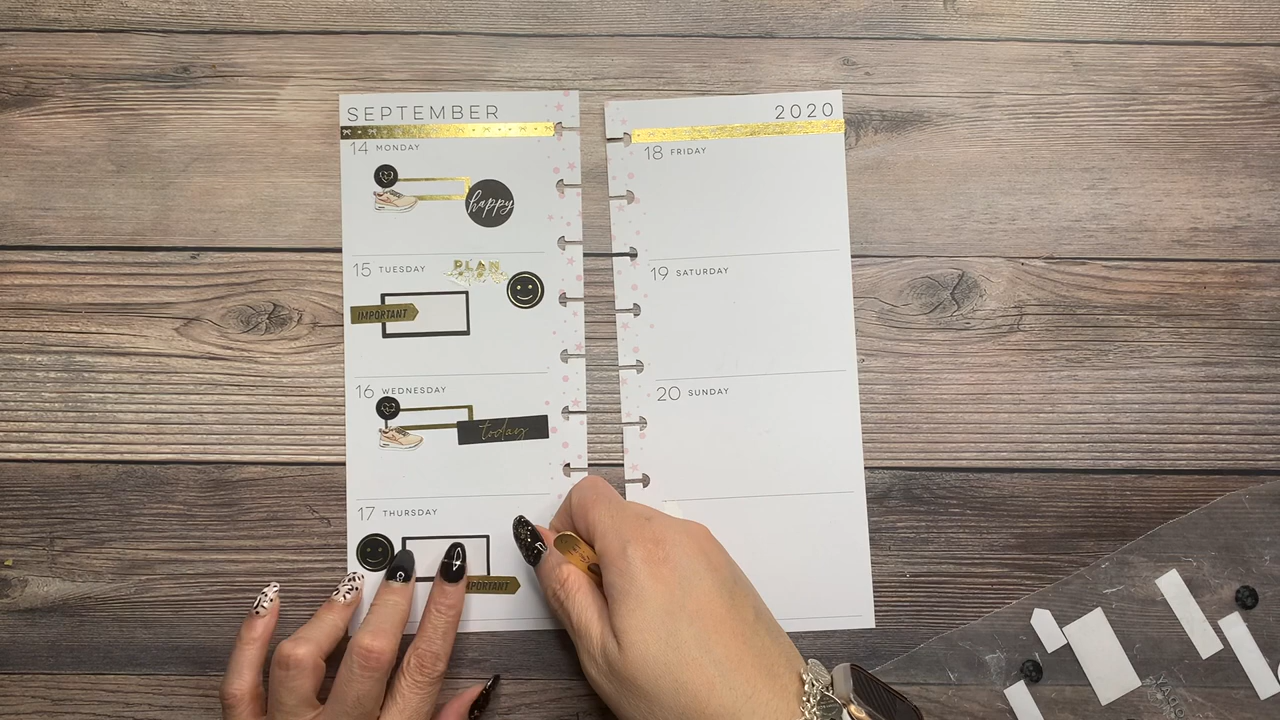 SEPTEMBER
14 MONDAY
happy
15 TUESDAY
PLAN
IMPORTANT
16 WEDNESDAY
today
17 THURSDAY
PORTANT
2020
18 FRIDAY
19 SATURDAY
20 SUNDAY